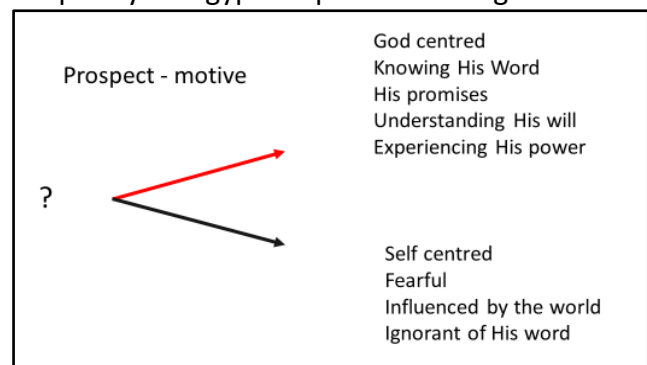 Prospect - motive
?
God centred
Knowing His Word
His promises
Understanding His will
Experiencing His power
Self centred
Fearful
Influenced by the world
Ignorant of His word